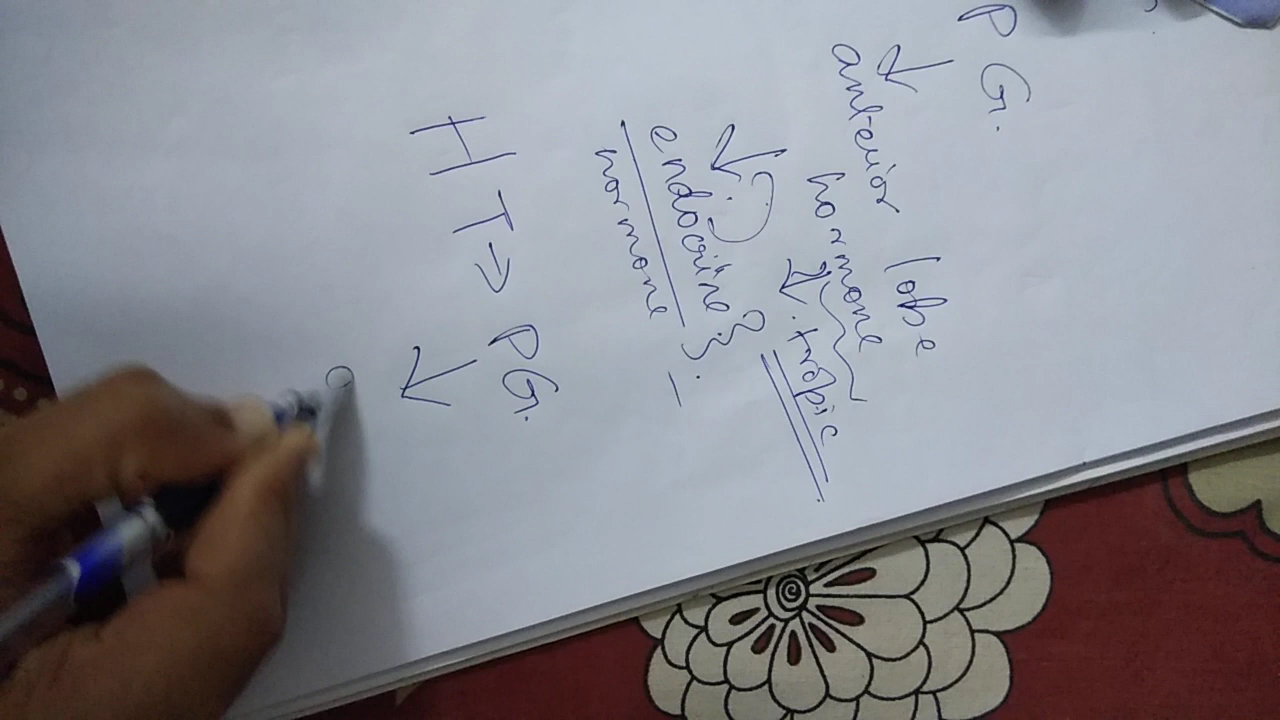 P G.
↓
anterior lobe
hormone
↓ . tropic
↓
endocrine
hormone
H T → P G.
↓
o